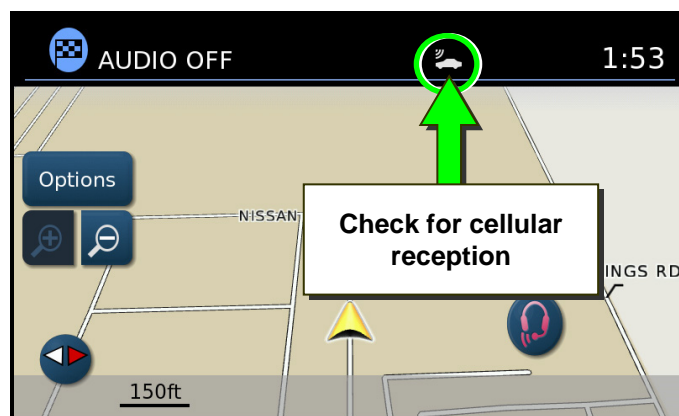 AUDIO OFF
1:53
Options
NISSAN
Check for cellular
reception
INGS RD
150ft